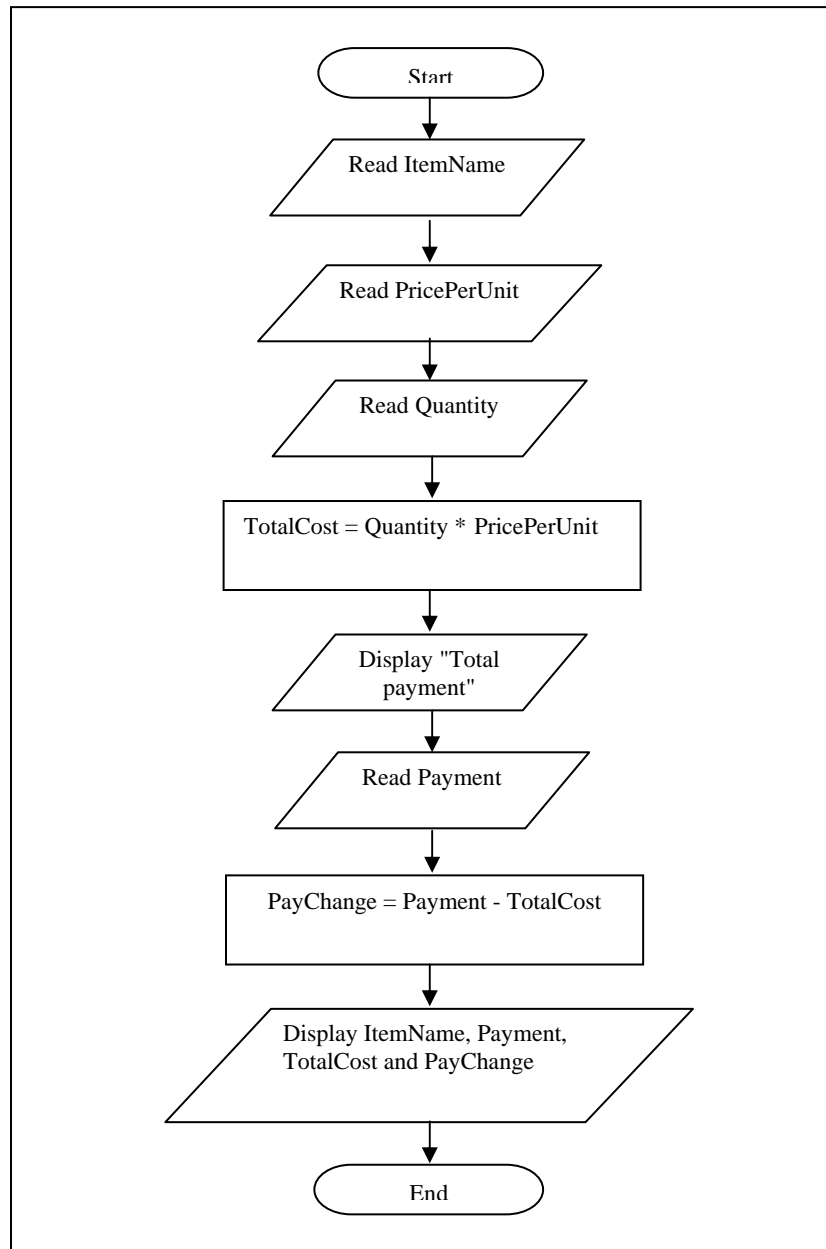 Start
Read ItemName
Read PricePerUnit
Read Quantity
TotalCost = Quantity * PricePerUnit
Display "Total
payment"
Read Payment
PayChange = Payment - TotalCost
Display ItemName, Payment,
TotalCost and PayChange
End